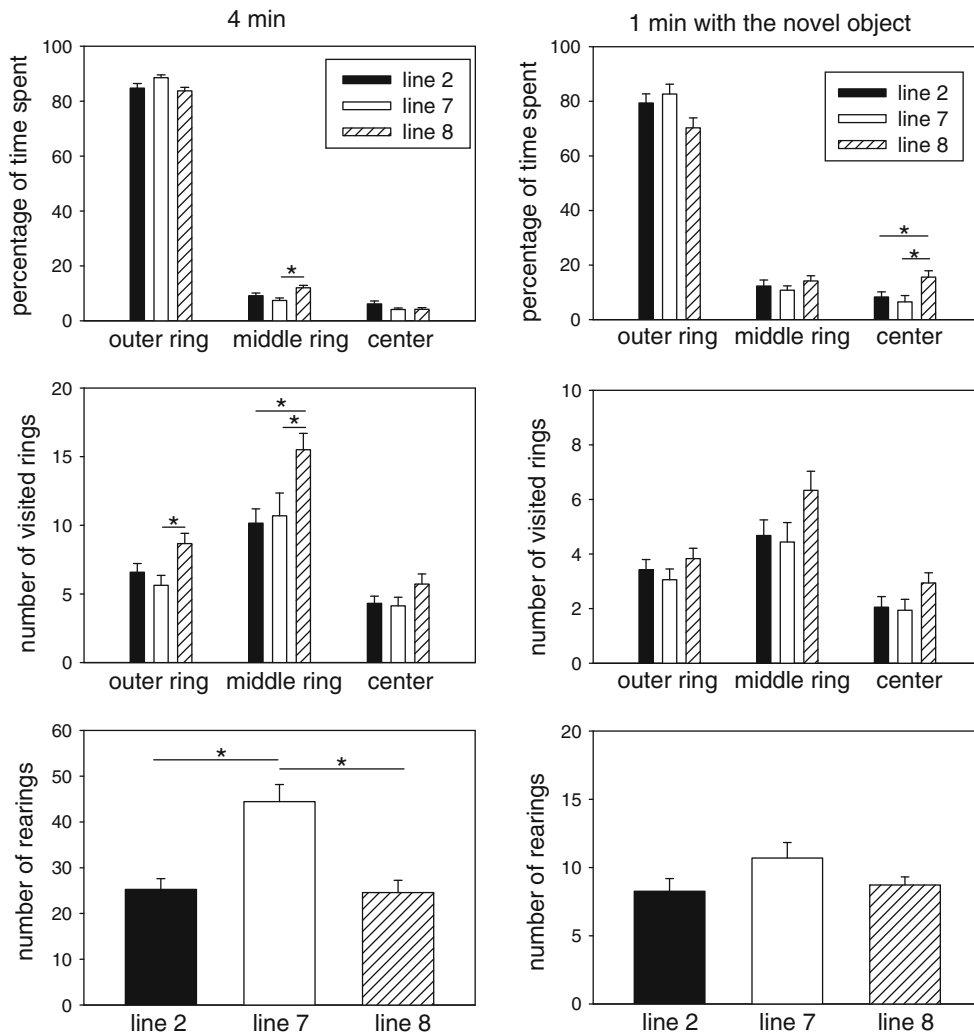 4 min
percentage of time spent
100
80
60
40
20
0
line 2
line 7
line 8
*
outer ring
middle ring
center
1 min with the novel object
percentage of time spent
100
80
60
40
20
0
line 2
line 7
line 8
*
*
outer ring
middle ring
center
number of visited rings
20
15
10
5
0
*
*
*
outer ring
middle ring
center
number of visited rings
10
8
6
4
2
0
outer ring
middle ring
center
number of rearings
60
50
40
30
20
10
0
*
*
line 2
line 7
line 8
number of rearings
20
15
10
5
0
line 2
line 7
line 8